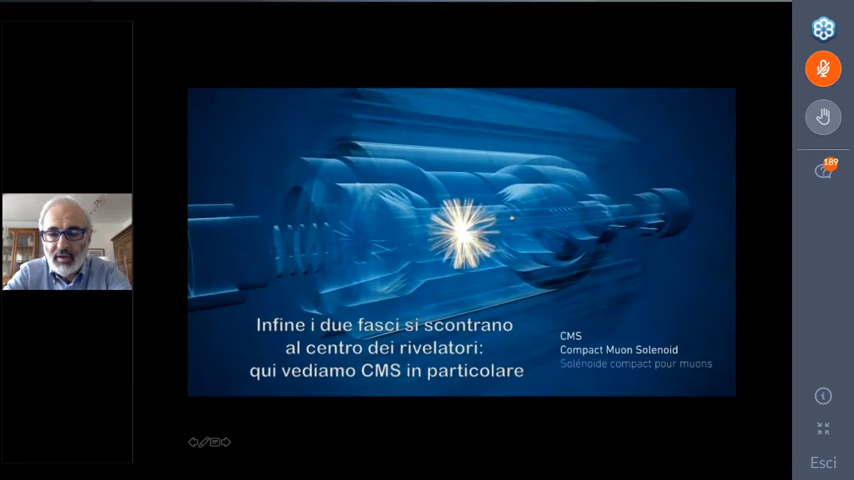 189
Infine i due fasci si scontrano
al centro dei rivelatori:
qui vediamo CMS in particolare
CMS
Compact Muon Solenoid
Solénoïde compact pour muons
Esci